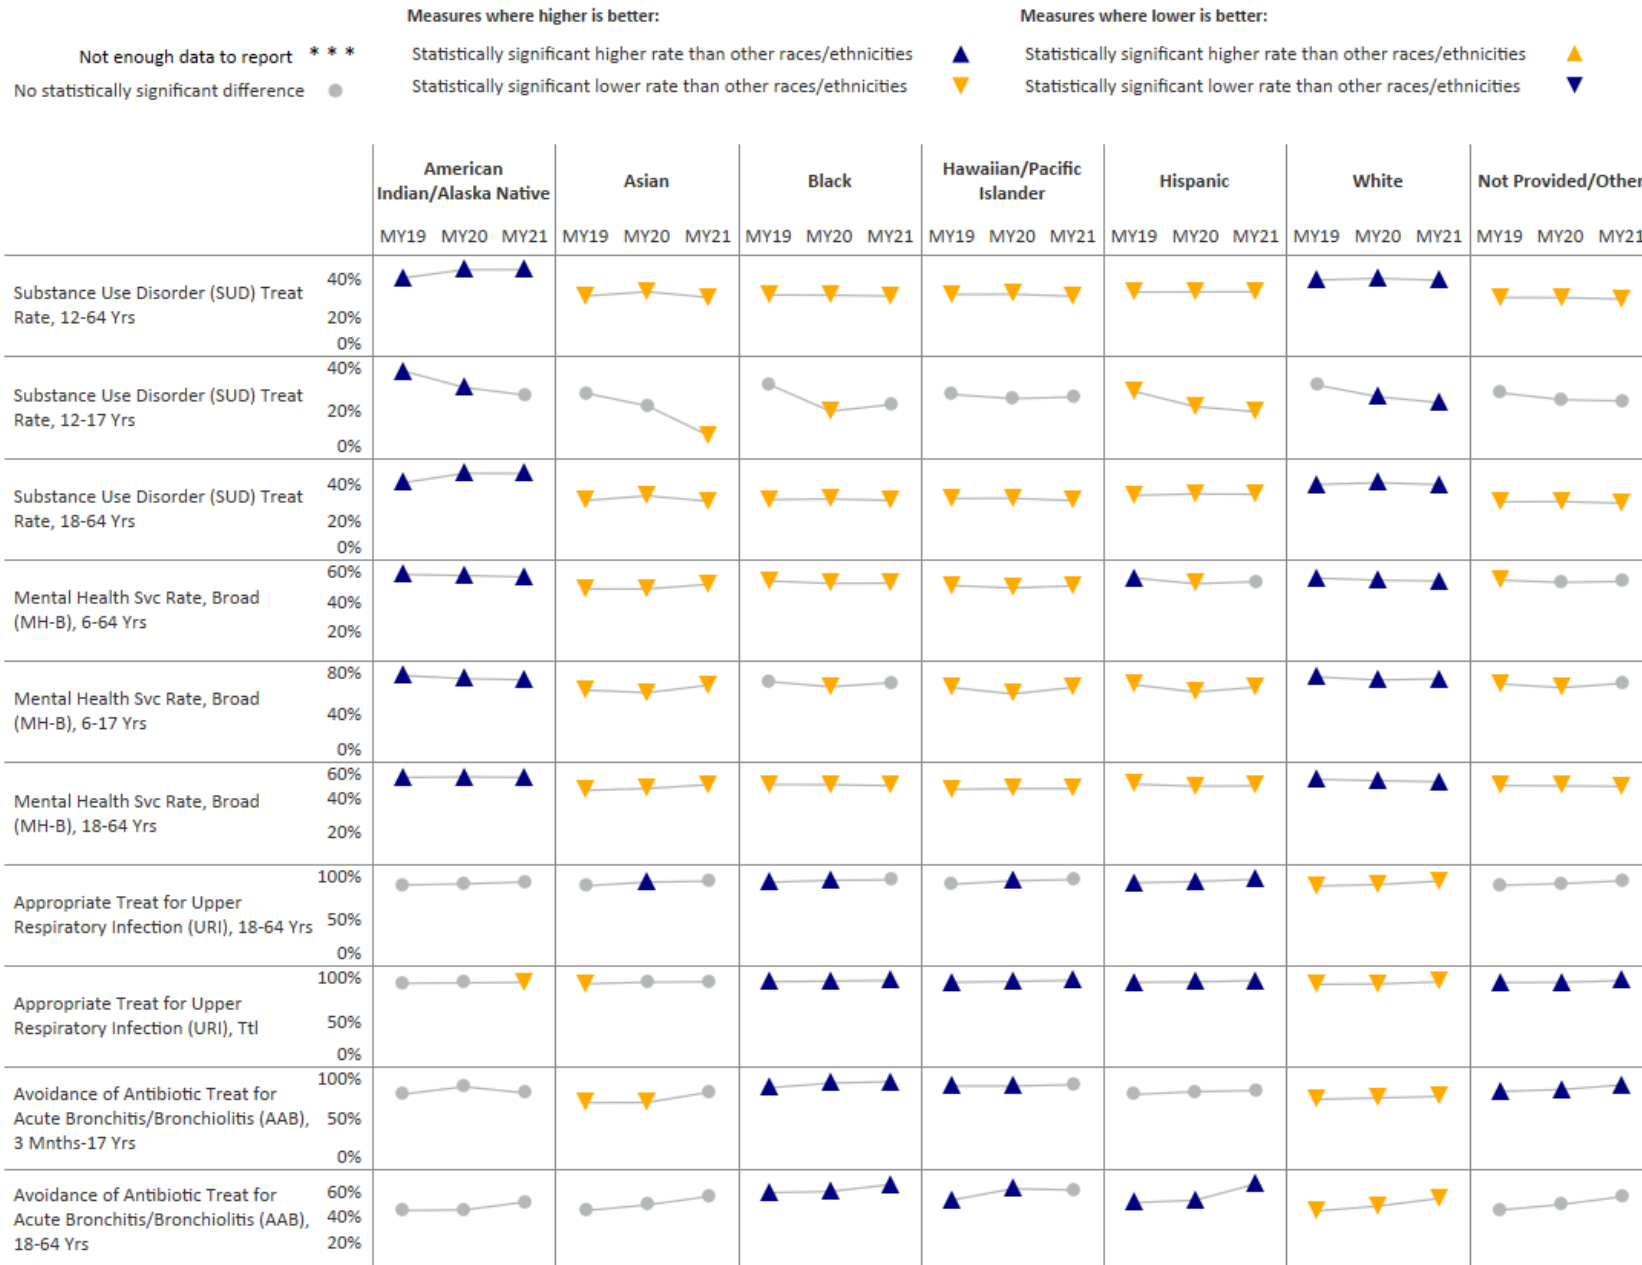 Measures where higher is better:
Measures where lower is better:
Not enough data to report * * *
Statistically significant higher rate than other races/ethnicities
Statistically significant higher rate than other races/ethnicities
No statistically significant difference
Statistically significant lower rate than other races/ethnicities
Statistically significant lower rate than other races/ethnicities
American
Indian/Alaska Native
Asian
Black
Hawaiian/Pacific
Islander
Hispanic
White
Not Provided/Other
MY19 MY20 MY21 MY19 MY20 MY21 MY19 MY20 MY21 MY19 MY20 MY21 MY19 MY20 MY21 MY19 MY20 MY21 MY19 MY20 MY21
Substance Use Disorder (SUD) Treat
Rate, 12-64 Yrs
40%
20%
0%
Substance Use Disorder (SUD) Treat
Rate, 12-17 Yrs
40%
20%
0%
Substance Use Disorder (SUD) Treat
Rate, 18-64 Yrs
40%
20%
0%
Mental Health Svc Rate, Broad
(MH-B), 6-64 Yrs
60%
40%
20%
Mental Health Svc Rate, Broad
(MH-B), 6-17 Yrs
80%
40%
0%
Mental Health Svc Rate, Broad
(MH-B), 18-64 Yrs
60%
40%
20%
Appropriate Treat for Upper
Respiratory Infection (URI), 18-64 Yrs
100%
50%
0%
Appropriate Treat for Upper
Respiratory Infection (URI), Ttl
100%
50%
0%
Avoidance of Antibiotic Treat for
Acute Bronchitis/Bronchiolitis (AAB),
3 Mnths-17 Yrs
100%
50%
0%
Avoidance of Antibiotic Treat for
Acute Bronchitis/Bronchiolitis (AAB),
18-64 Yrs
60%
40%
20%